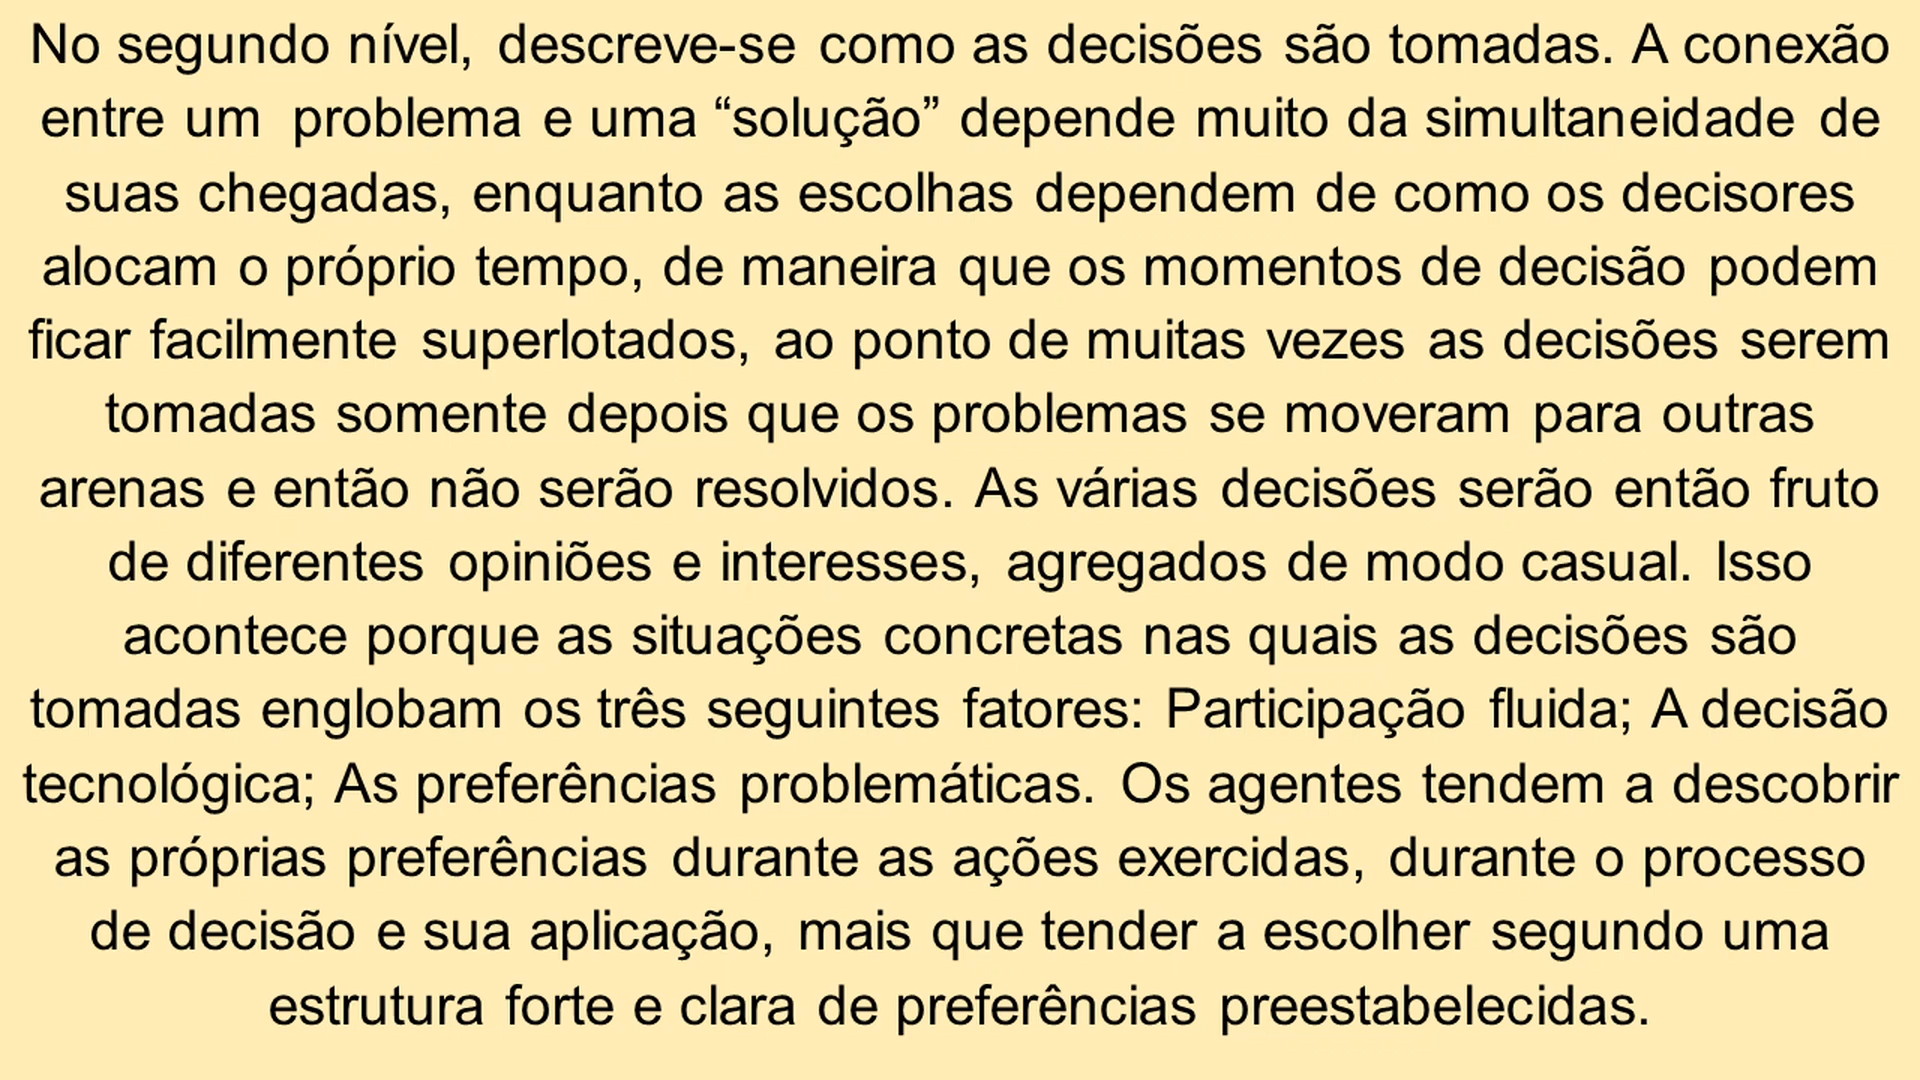 No segundo nível, descreve-se como as decisões são tomadas. A conexão
entre um problema e uma “solução” depende muito da simultaneidade de
suas chegadas, enquanto as escolhas dependem de como os decisores
alocam o próprio tempo, de maneira que os momentos de decisão podem
ficar facilmente superlotados, ao ponto de muitas vezes as decisões serem
tomadas somente depois que os problemas se moveram para outras
arenas e então não serão resolvidos. As várias decisões serão então fruto
de diferentes opiniões e interesses, agregados de modo casual. Isso
acontece porque as situações concretas nas quais as decisões são
tomadas englobam os três seguintes fatores: Participação fluida; A decisão
tecnológica; As preferências problemáticas. Os agentes tendem a descobrir
as próprias preferências durante as ações exercidas, durante o processo
de decisão e sua aplicação, mais que tender a escolher segundo uma
estrutura forte e clara de preferências preestabelecidas.